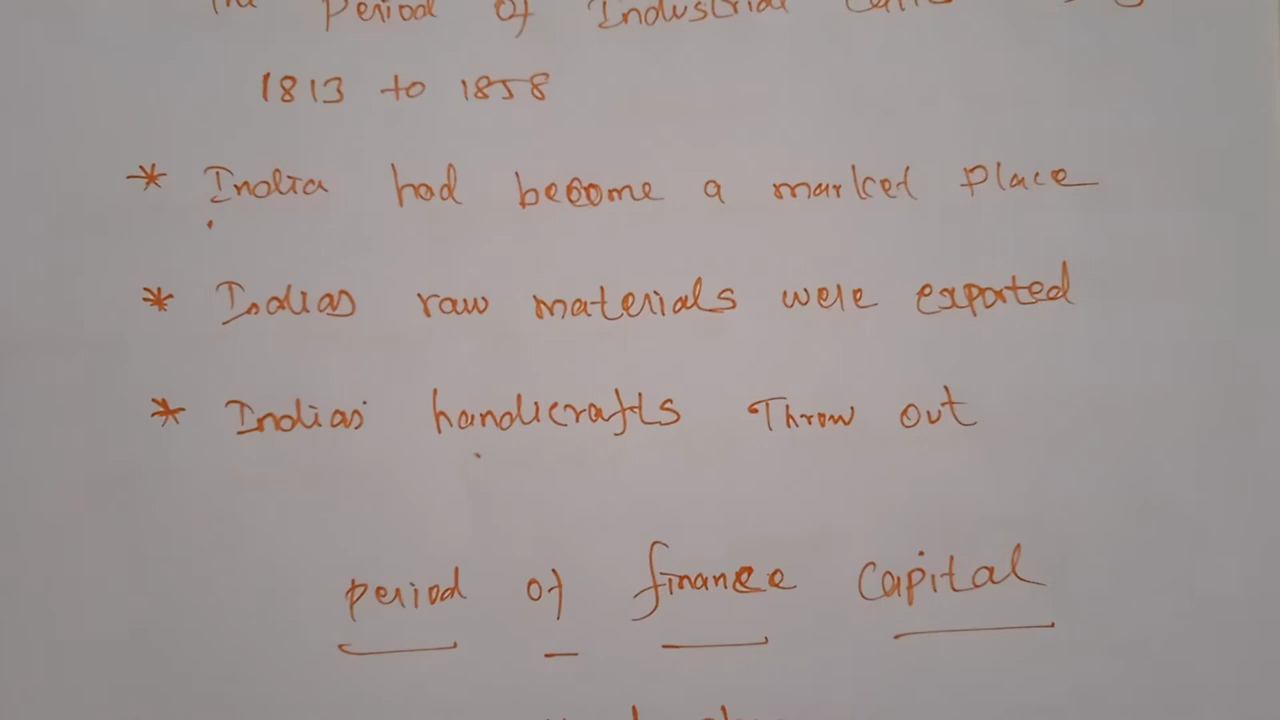 The Period of Industrial
1813 to 1858
* India had become a market place
* Indias raw materials were exported
* Indias' handicrafts Throw out
Period of finance Capital